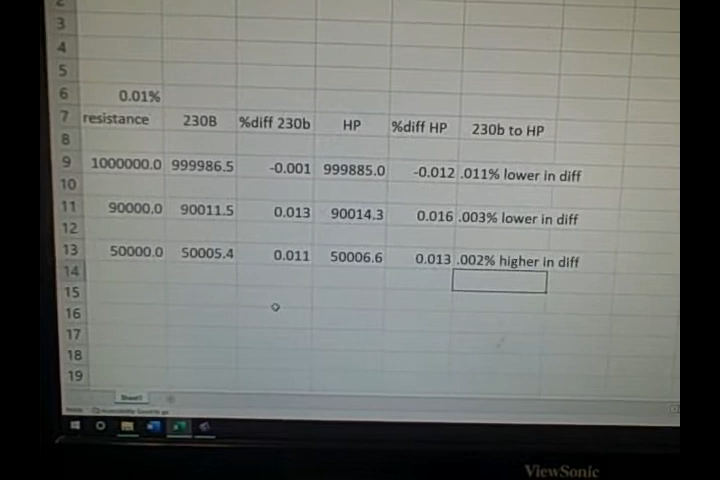 3
4
5
6 0.01%
7 resistance 230B %diff 230b HP %diff HP 230b to HP
8
9 1000000.0 999986.5 -0.001 999885.0 -0.012 .011% lower in diff
10
11 90000.0 90011.5 0.013 90014.3 0.016 .003% lower in diff
12
13 50000.0 50005.4 0.011 50006.6 0.013 .002% higher in diff
14
15
16
17
18
19
Sheet1
ViewSonic